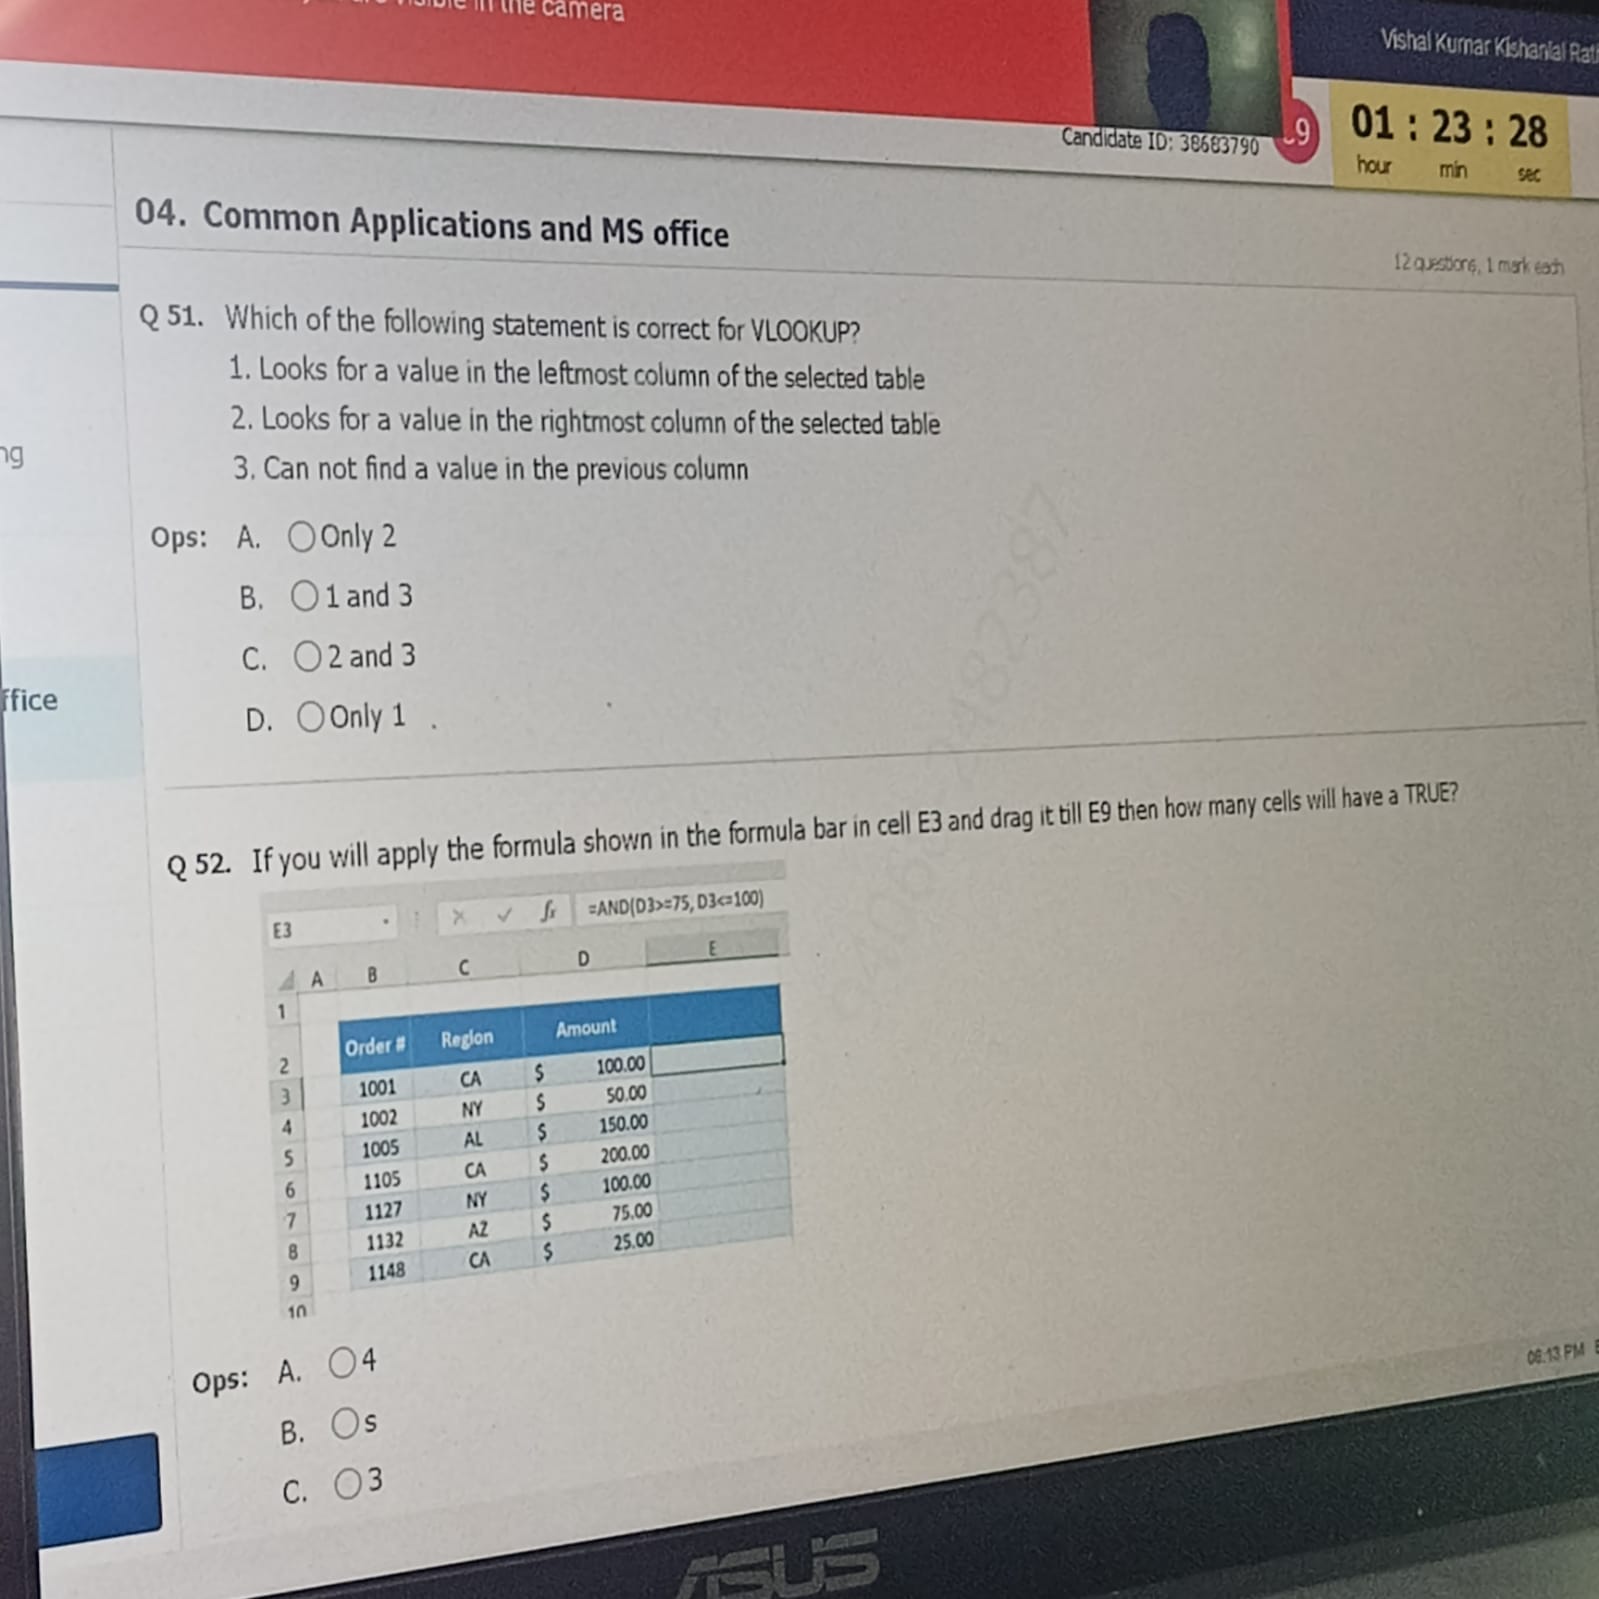 in the camera
Vishal Kumar Kishanlal
Candidate ID: 38683790
01 : 23 : 28
hour min sec
04. Common Applications and MS office
12 questions, 1 mark each
Q 51. Which of the following statement is correct for VLOOKUP?
1. Looks for a value in the leftmost column of the selected table
2. Looks for a value in the rightmost column of the selected table
3. Can not find a value in the previous column
ng
Ops: A. Only 2
B. 1 and 3
C. 2 and 3
ffice
D. Only 1 .
Q 52. If you will apply the formula shown in the formula bar in cell E3 and drag it till E9 then how many cells will have a TRUE?
E3 fx =AND(D3>=75, D3<=100)
A B C D E
1
2 Order # Region Amount
3 1001 CA $ 100.00
4 1002 NY $ 50.00
5 1005 AL $ 150.00
6 1105 CA $ 200.00
7 1127 NY $ 100.00
8 1132 AZ $ 75.00
9 1148 CA $ 25.00
10
Ops: A. 4
B. s
C. 3
06:13 PM
ASUS